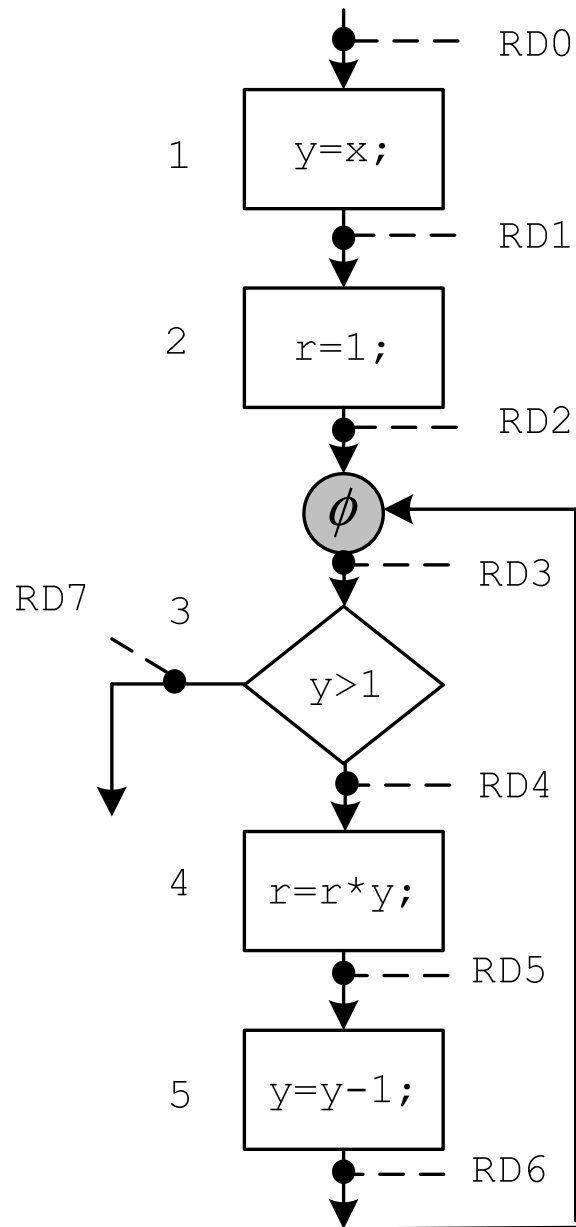 RD0
1
y=x;
RD1
2
r=1;
RD2
ϕ
RD3
RD7
3
y>1
RD4
4
r=r*y;
RD5
5
y=y-1;
RD6